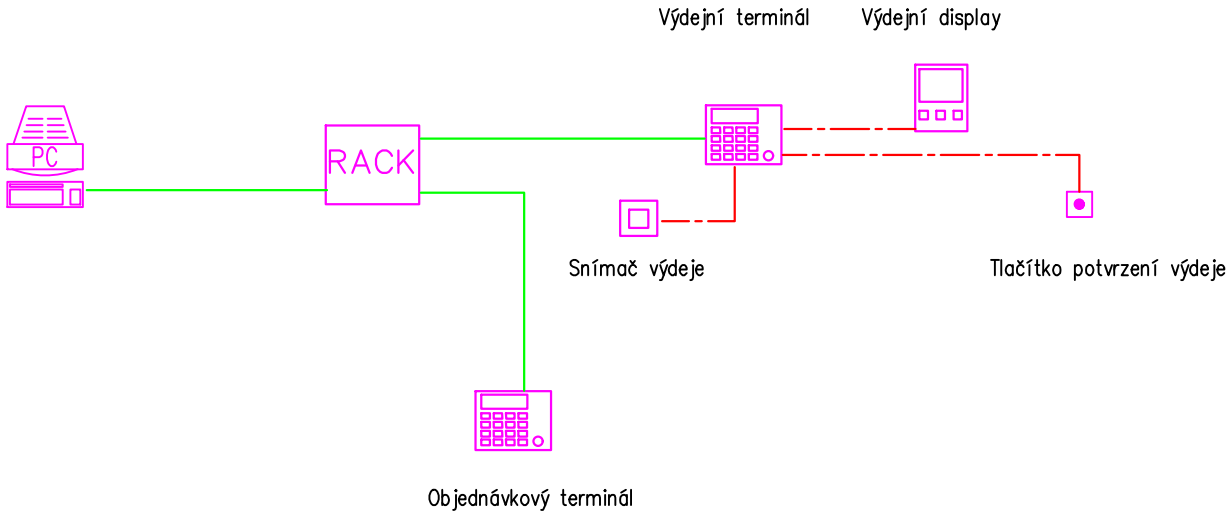 Výdejní terminál
Výdejní display
PC
RACK
Snímač výdeje
Tlačítko potvrzení výdeje
Objednávkový terminál